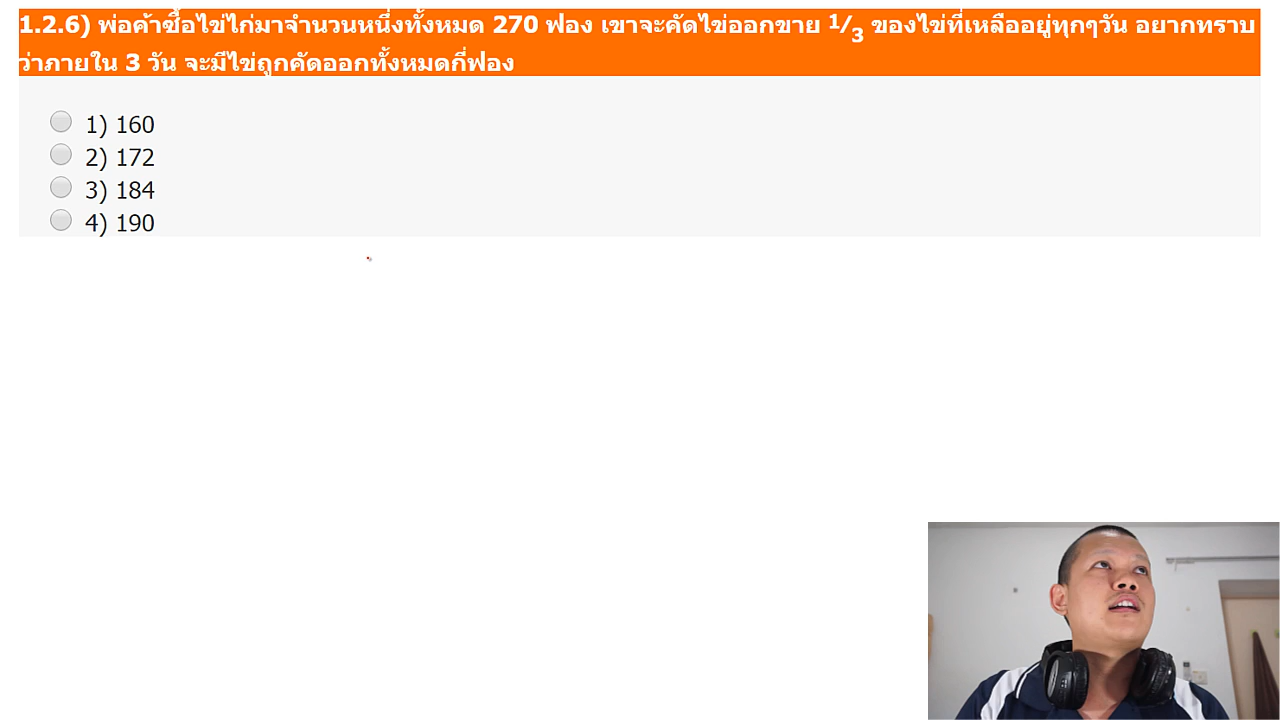 1.2.6) พ่อค้าซื้อไข่ไก่มาจำนวนหนึ่งทั้งหมด 270 ฟอง เขาจะคัดไข่ออกขาย 1/3 ของไข่ที่เหลืออยู่ทุกๆวัน อยากทราบ
ว่าภายใน 3 วัน จะมีไข่ถูกคัดออกทั้งหมดกี่ฟอง
1) 160
2) 172
3) 184
4) 190